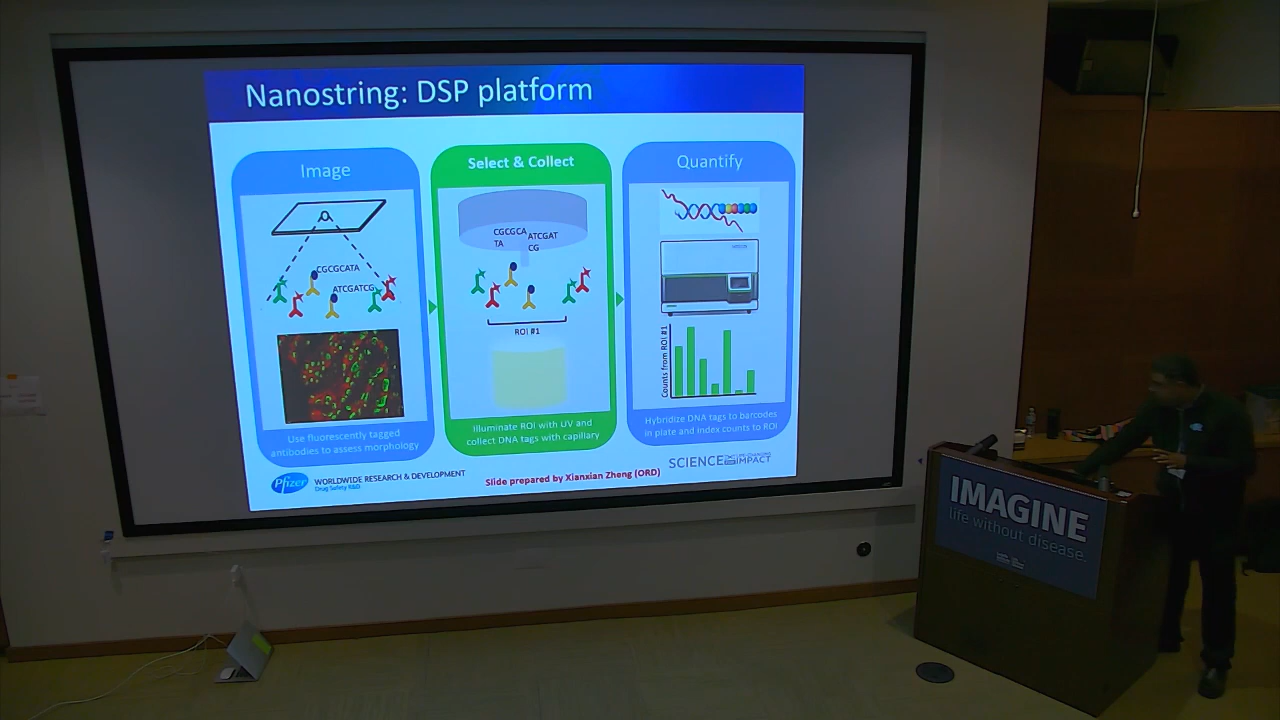 Nanostring: DSP platform
Image
CGCGCATA
ATCGATCG
Use fluorescently tagged
antibodies to assess morphology
Select & Collect
CGCGCA
TA
ATCGAT
CG
ROI #1
Illuminate ROI with UV and
collect DNA tags with capillary
Quantify
Counts from ROI #1
Hybridize DNA tags to barcodes
in plate and index counts to ROI
Pfizer
WORLDWIDE RESEARCH & DEVELOPMENT
Drug Safety R&D
Slide prepared by Xianxian Zheng (ORD)
SCIENCE
IMPACT
IMAGINE
life without disease.